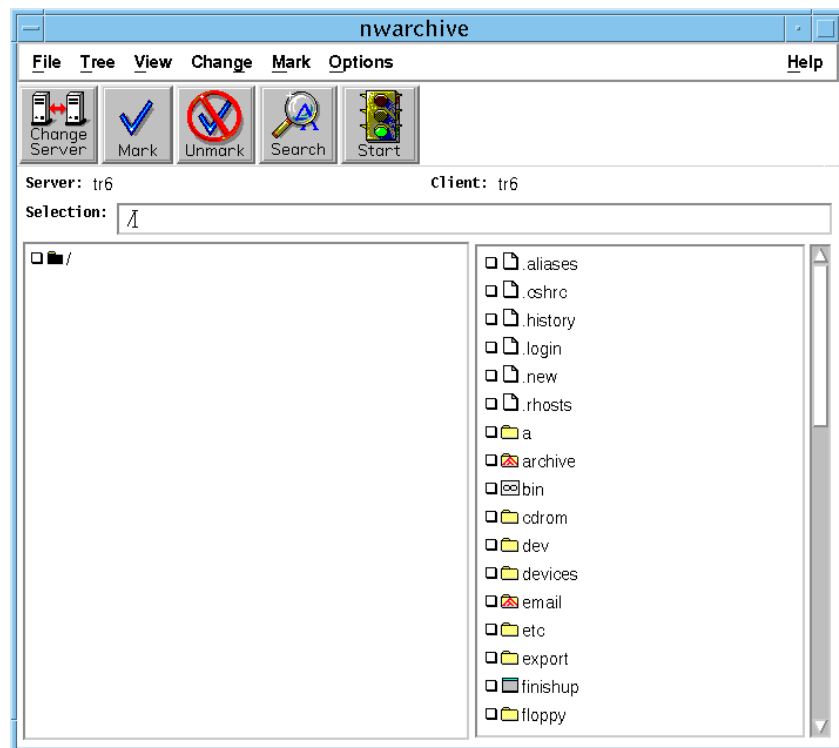 nwarchive
File Tree View Change Mark Options Help
Change Server Mark Unmark Search Start
Server: tr6 Client: tr6
Selection: /
/
.aliases
.cshrc
.history
.login
.new
.rhosts
a
archive
bin
cdrom
dev
devices
email
etc
export
finishup
floppy